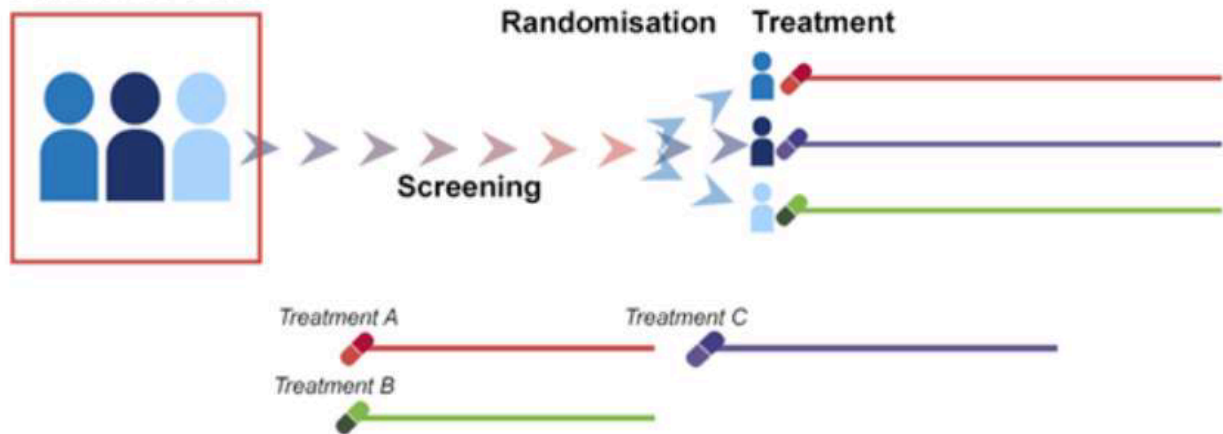 Randomisation Treatment
Screening
Treatment A
Treatment C
Treatment B